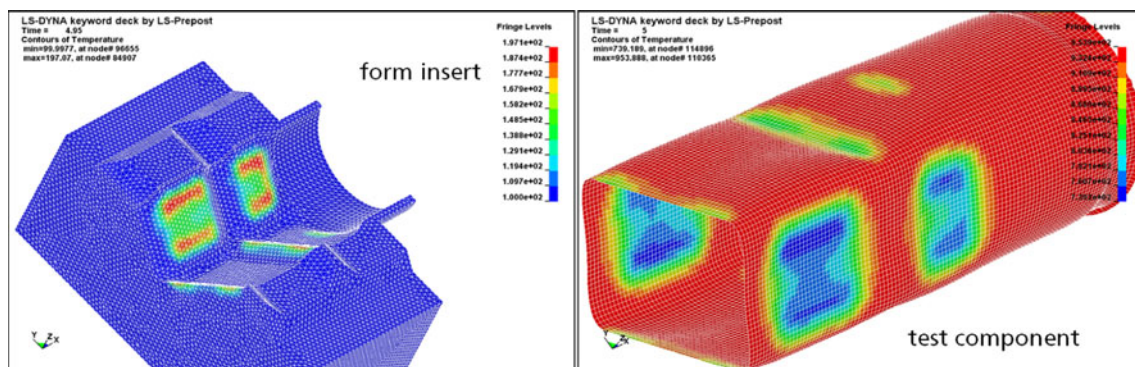 LS-DYNA keyword deck by LS-Prepost
Time = 4.95
Contours of Temperature
min=99.9977, at node# 96655
max=197.07, at node# 84907
form insert
Fringe Levels
1.971e+02
1.874e+02
1.777e+02
1.679e+02
1.582e+02
1.485e+02
1.388e+02
1.291e+02
1.194e+02
1.097e+02
1.000e+02
Y Z X
LS-DYNA keyword deck by LS-Prepost
Time = 5
Contours of Temperature
min=739.189, at node# 114896
max=953.888, at node# 110365
Fringe Levels
Y Z X
test component